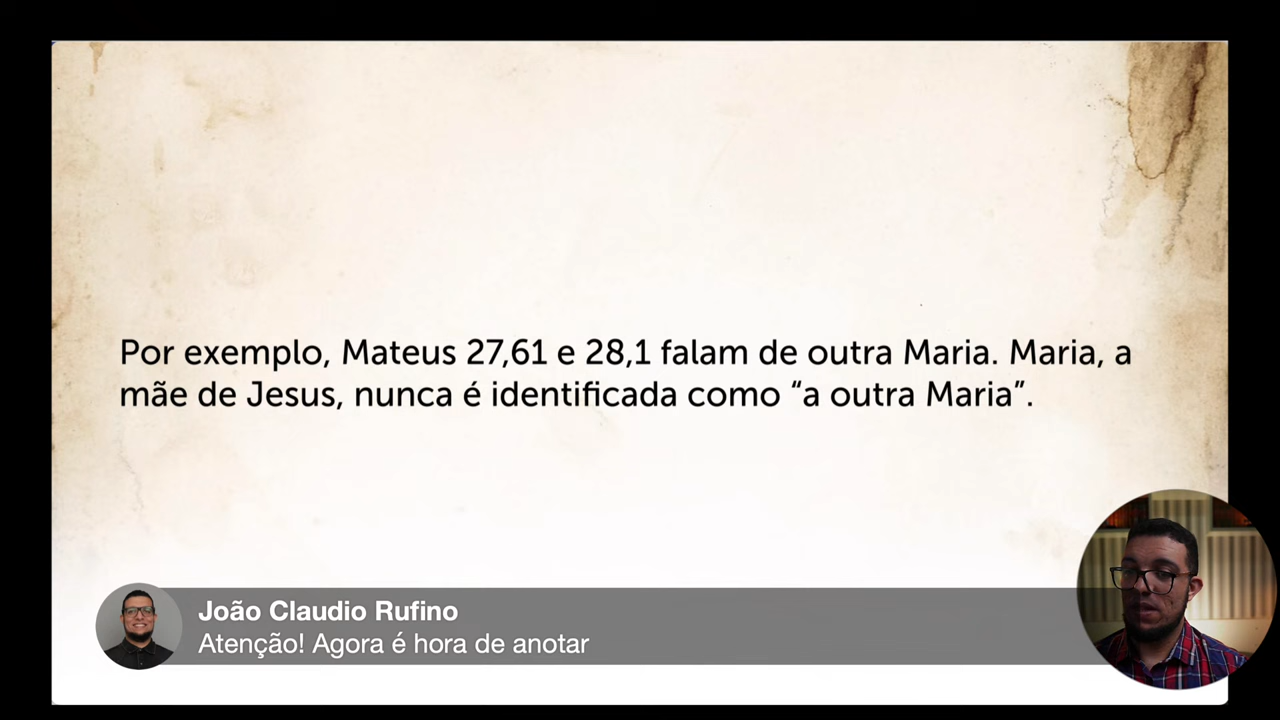 Por exemplo, Mateus 27,61 e 28,1 falam de outra Maria. Maria, a
mãe de Jesus, nunca é identificada como “a outra Maria”.
João Claudio Rufino
Atenção! Agora é hora de anotar